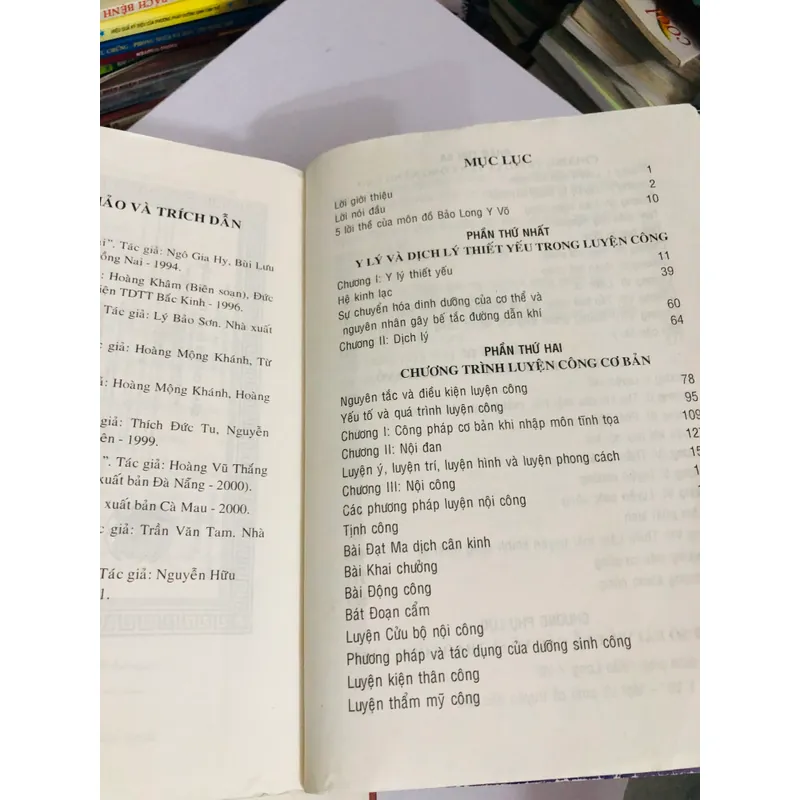 BÁCH BỆNH
ẢO VÀ TRÍCH DẪN
ải”. Tác giả: Ngô Gia Hy, Bùi Lưu
ồng Nai - 1994.
: Hoàng Khâm (Biên soạn), Đức
iện TDTT Bắc Kinh - 1996.
Tác giả: Lý Bảo Sơn. Nhà xuất
c giả: Hoàng Mộng Khánh, Từ
giả: Hoàng Mộng Khánh, Hoàng
giả: Thích Đức Tu, Nguyễn
ên - 1999.
”. Tác giả: Hoàng Vũ Thắng
xuất bản Đà Nẵng - 2000).
xuất bản Cà Mau - 2000.
c giả: Trần Văn Tam. Nhà
Tác giả: Nguyễn Hữu
1.
MỤC LỤC
Lời giới thiệu 1
Lời nói đầu 2
5 lời thề của môn đồ Bảo Long Y Võ 10
PHẦN THỨ NHẤT
Y LÝ VÀ DỊCH LÝ THIẾT YẾU TRONG LUYỆN CÔNG
Chương I: Y lý thiết yếu 11
Hệ kinh lạc 39
Sự chuyển hóa dinh dưỡng của cơ thể và
nguyên nhân gây bế tắc đường dẫn khí 60
Chương II: Dịch lý 64
PHẦN THỨ HAI
CHƯƠNG TRÌNH LUYỆN CÔNG CƠ BẢN
Nguyên tắc và điều kiện luyện công 78
Yếu tố và quá trình luyện công 95
Chương I: Công pháp cơ bản khi nhập môn tĩnh tọa 109
Chương II: Nội đan 12
Luyện ý, luyện trí, luyện hình và luyện phong cách 15
Chương III: Nội công 1
Các phương pháp luyện nội công
Tịnh công
Bài Đạt Ma dịch cân kinh
Bài Khai chưởng
Bài Động công
Bát Đoạn cẩm
Luyện Cửu bộ nội công
Phương pháp và tác dụng của dưỡng sinh công
Luyện kiện thân công
Luyện thẩm mỹ công